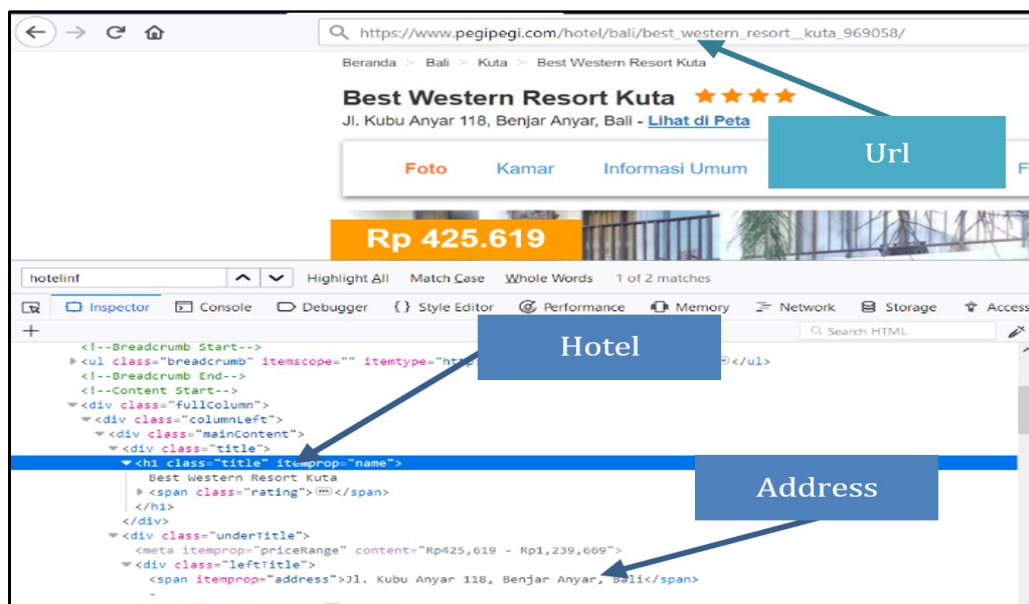 https://www.pegipegi.com/hotel/bali/best_western_resort__kuta_969058/
Beranda > Bali > Kuta > Best Western Resort Kuta
Best Western Resort Kuta
Jl. Kubu Anyar 118, Benjar Anyar, Bali - Lihat di Peta
Url
Foto Kamar Informasi Umum F
Rp 425.619
hotelinf Highlight All Match Case Whole Words 1 of 2 matches
Inspector Console Debugger {} Style Editor Performance Memory Network Storage Access
+ Search HTML
Hotel
<!--Breadcrumb Start-->
<ul class="breadcrumb" itemscope="" itemtype="http </ul>
<!--Breadcrumb End-->
<!--Content Start-->
<div class="fullColumn">
<div class="columnLeft">
<div class="mainContent">
<div class="title">
<h1 class="title" itemprop="name">
Best Western Resort Kuta
<span class="rating"></span>
</h1>
</div>
Address
<div class="underTitle">
<meta itemprop="priceRange" content="Rp425,619 - Rp1,239,669">
<div class="leftTitle">
<span itemprop="address">Jl. Kubu Anyar 118, Benjar Anyar, Bali</span>
-